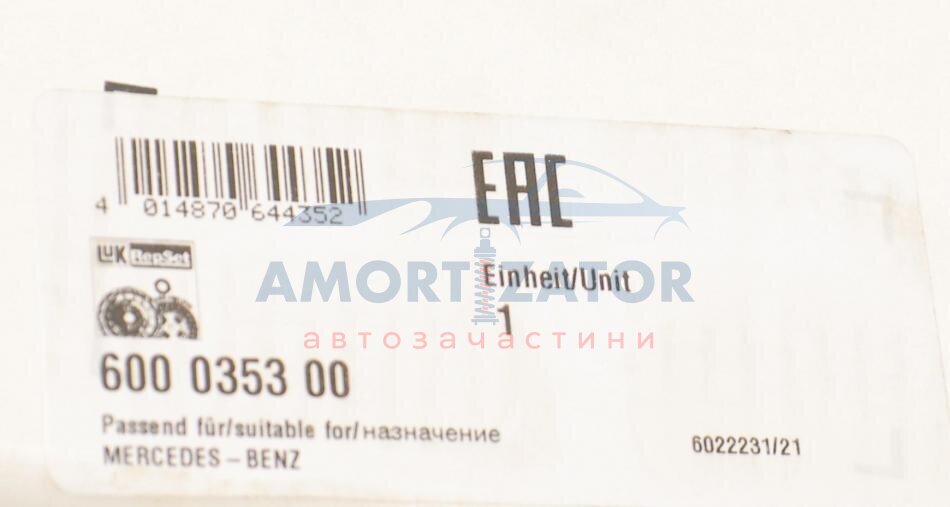 EAC
4 014870 644352
LuK RepSet
Einheit/Unit
1
AMORTIZATOR
автозачастини
600 0353 00
Passend für/suitable for/назначение
MERCEDES – BENZ
6022231/21